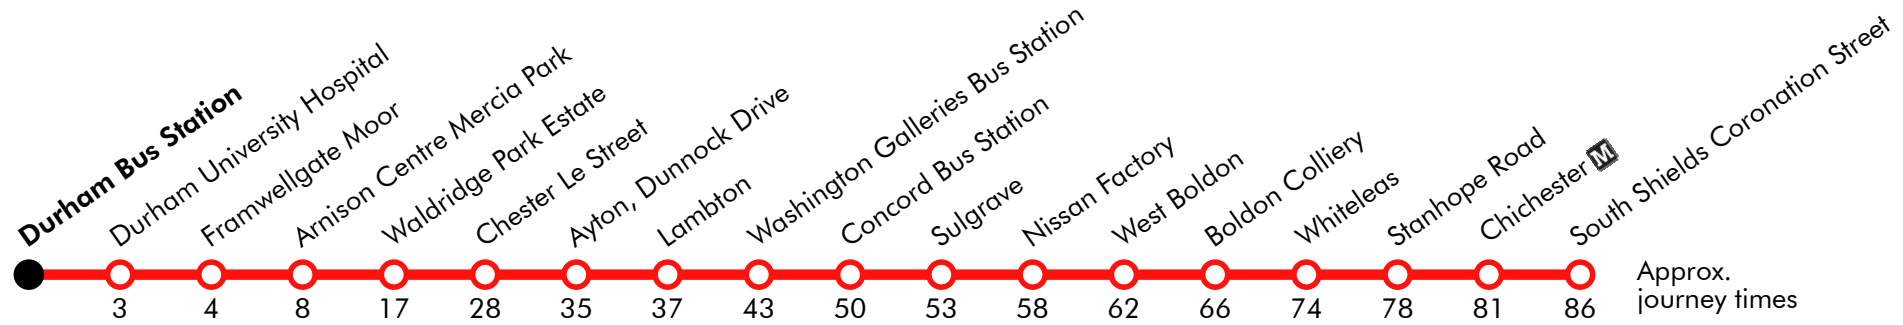 Durham Bus Station
Durham University Hospital
Framwellgate Moor
Arnison Centre Mercia Park
Waldridge Park Estate
Chester Le Street
Ayton, Dunnock Drive
Lambton
Washington Galleries Bus Station
Concord Bus Station
Sulgrave
Nissan Factory
West Boldon
Boldon Colliery
Whiteleas
Stanhope Road
Chichester M
South Shields Coronation Street
3 4 8 17 28 35 37 43 50 53 58 62 66 74 78 81 86
Approx.
journey times